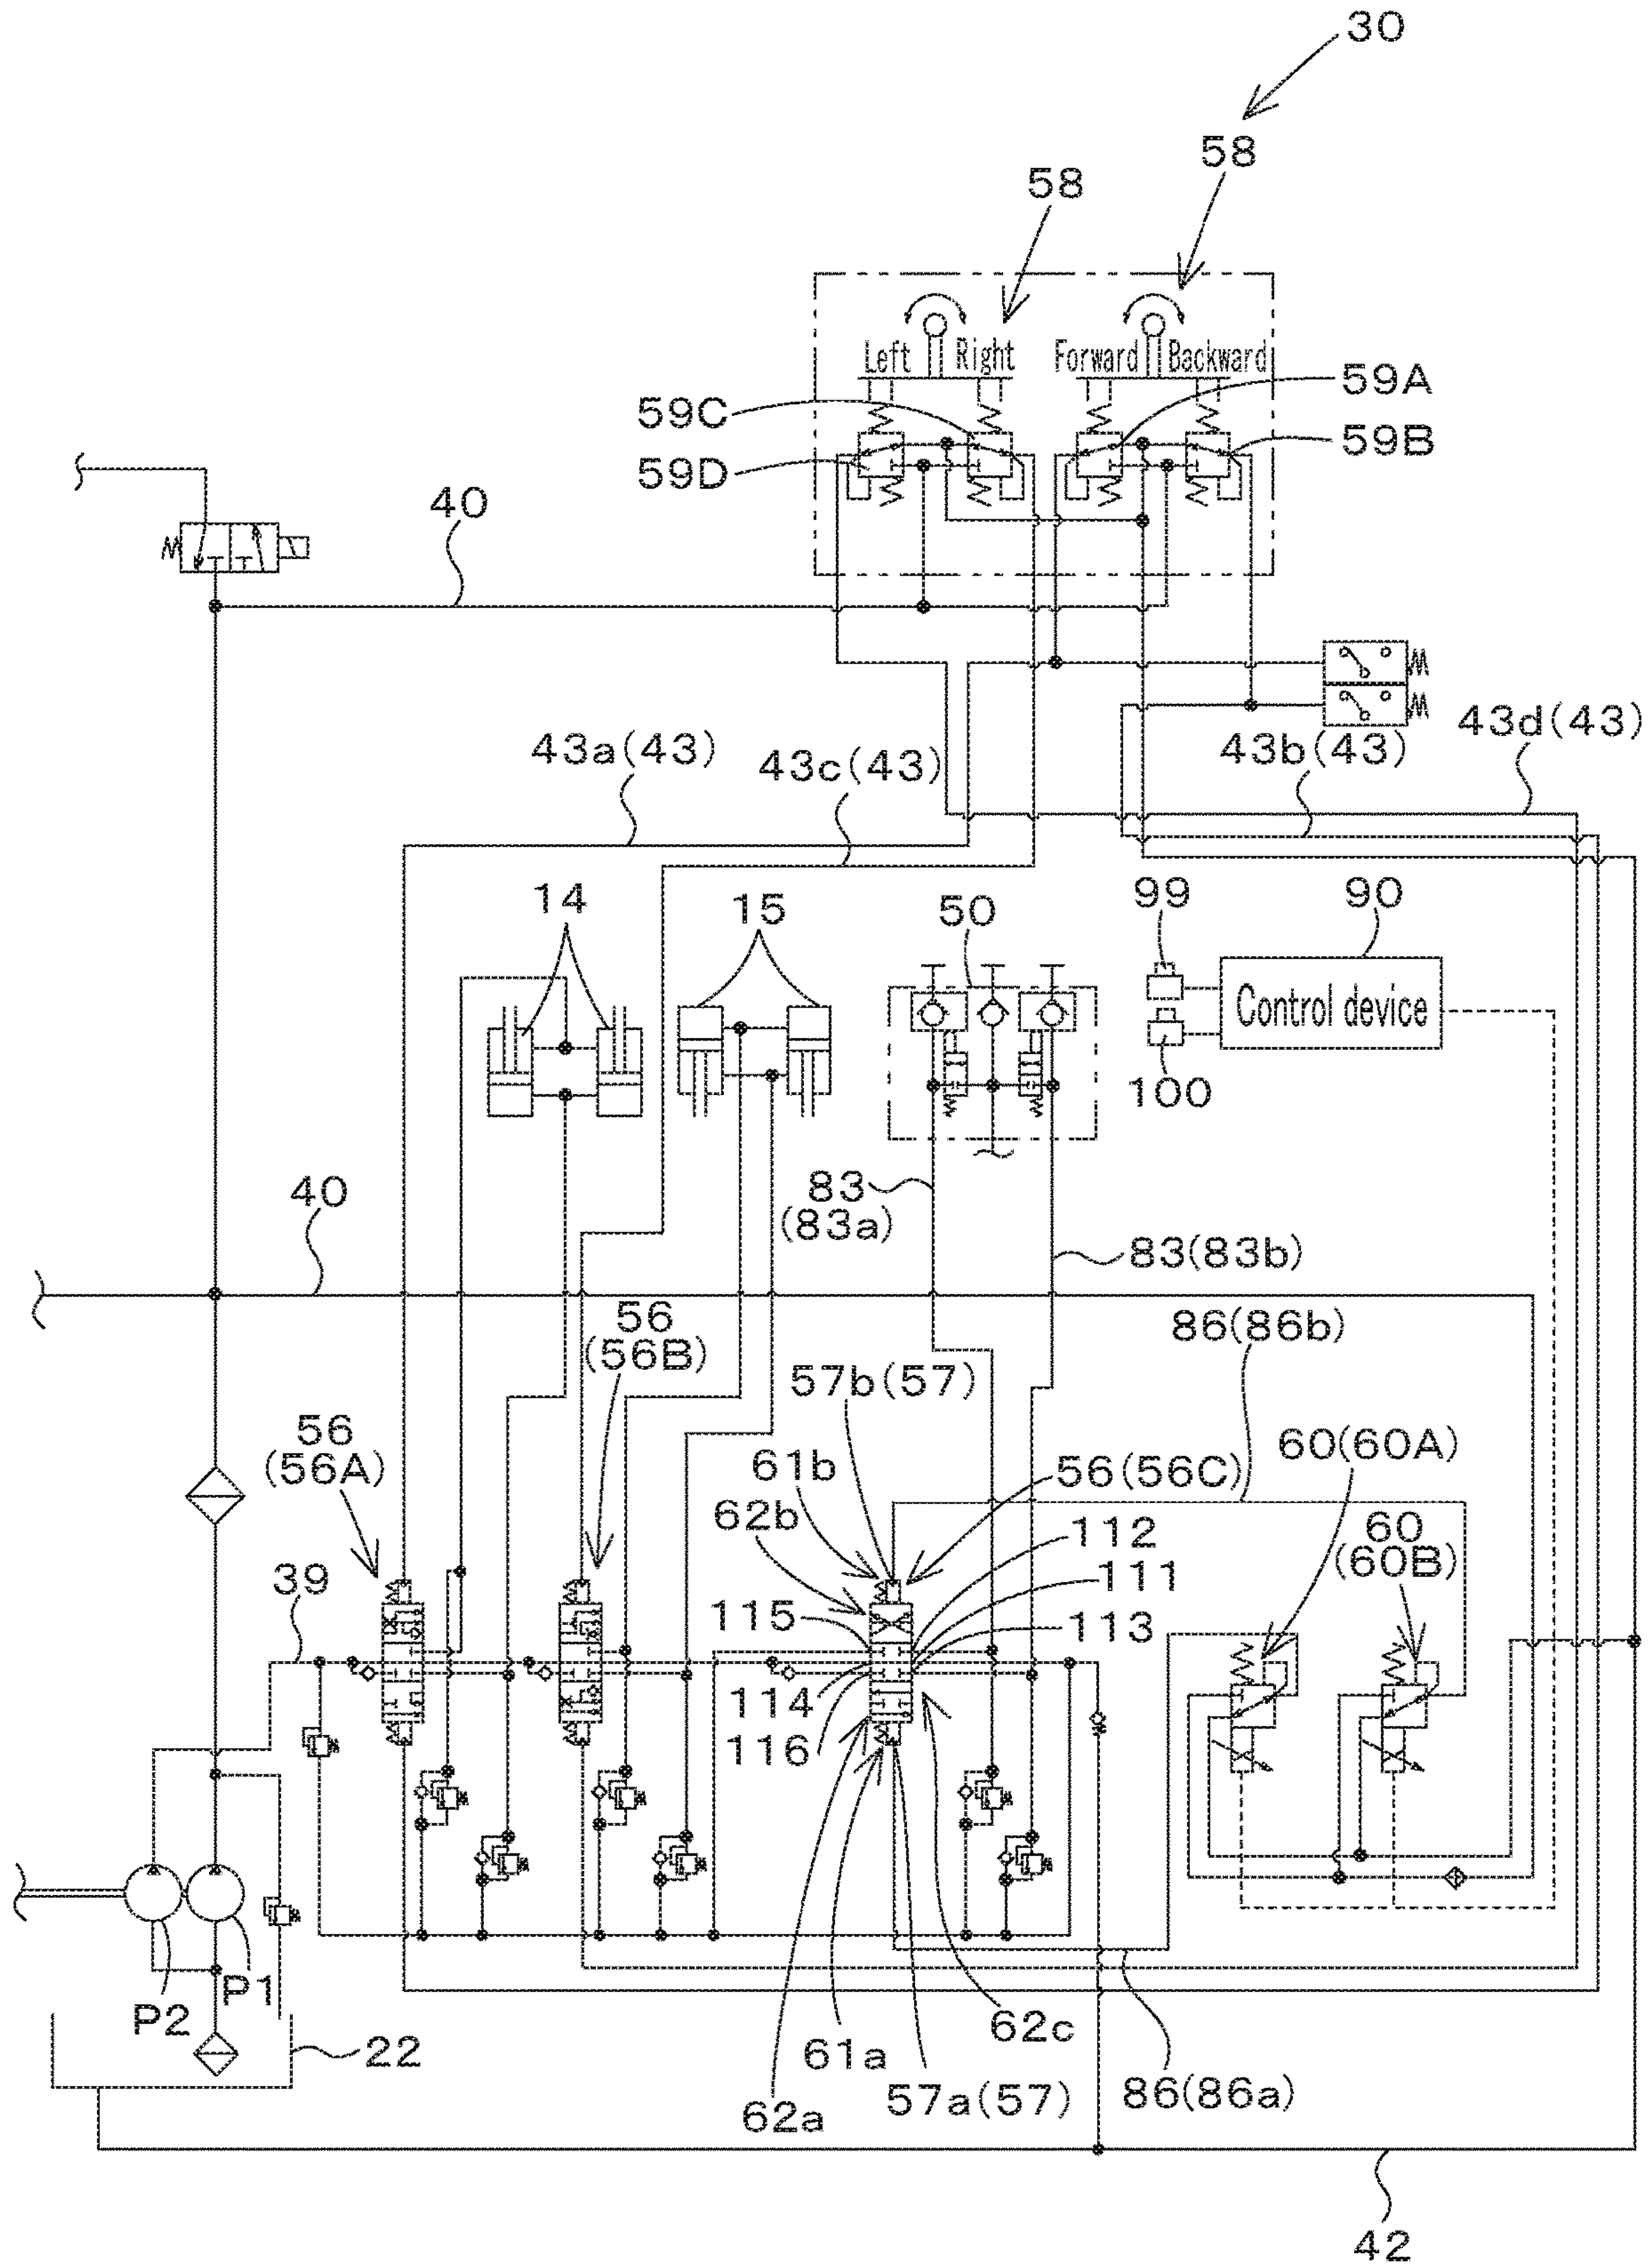 30
58
58
Left
Right
Forward
Backward
59A
59C
59B
59D
40
43d(43)
43a(43)
43c(43)
43b(43)
14
15
50
99
90
Control device
100
83
(83a)
40
83(83b)
56
(56B)
86(86b)
57b(57)
56
(56A)
61b
56(56C)
60(60A)
62b
112
60
(60B)
39
111
115
113
114
116
P1
P2
22
62c
61a
57a(57)
86(86a)
62a
42